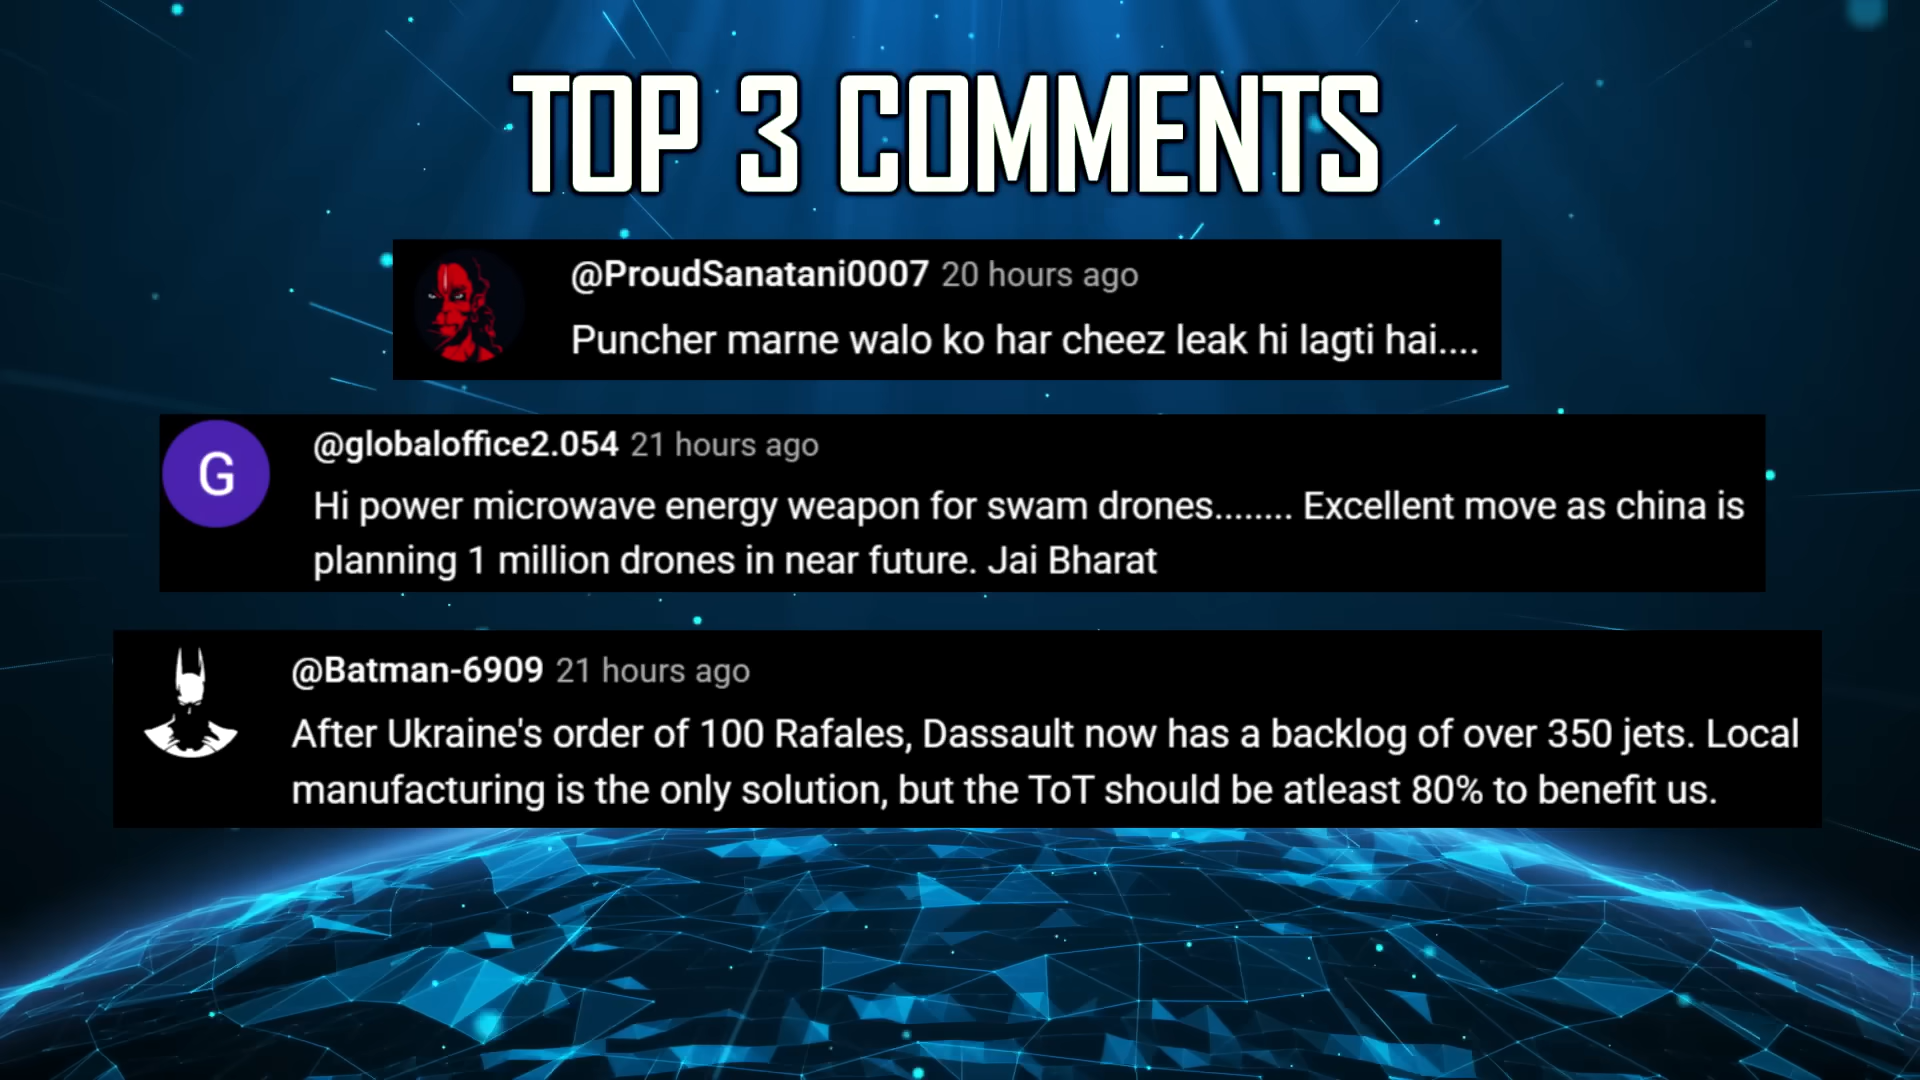 TOP 3 COMMENTS
@ProudSanatani0007 20 hours ago
Puncher marne walo ko har cheez leak hi lagti hai....
G
@globaloffice2.054 21 hours ago
Hi power microwave energy weapon for swam drones........ Excellent move as china is
planning 1 million drones in near future. Jai Bharat
@Batman-6909 21 hours ago
After Ukraine's order of 100 Rafales, Dassault now has a backlog of over 350 jets. Local
manufacturing is the only solution, but the ToT should be atleast 80% to benefit us.